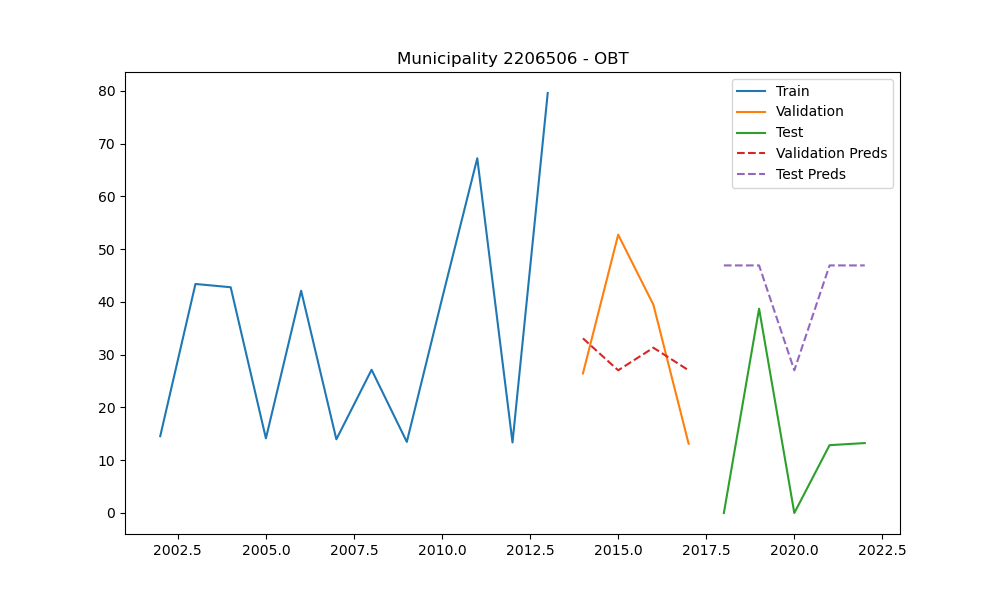 Municipality 2206506 - OBT
Train
Validation
Test
Validation Preds
Test Preds
80
70
60
50
40
30
20
10
0
2002.5 2005.0 2007.5 2010.0 2012.5 2015.0 2017.5 2020.0 2022.5